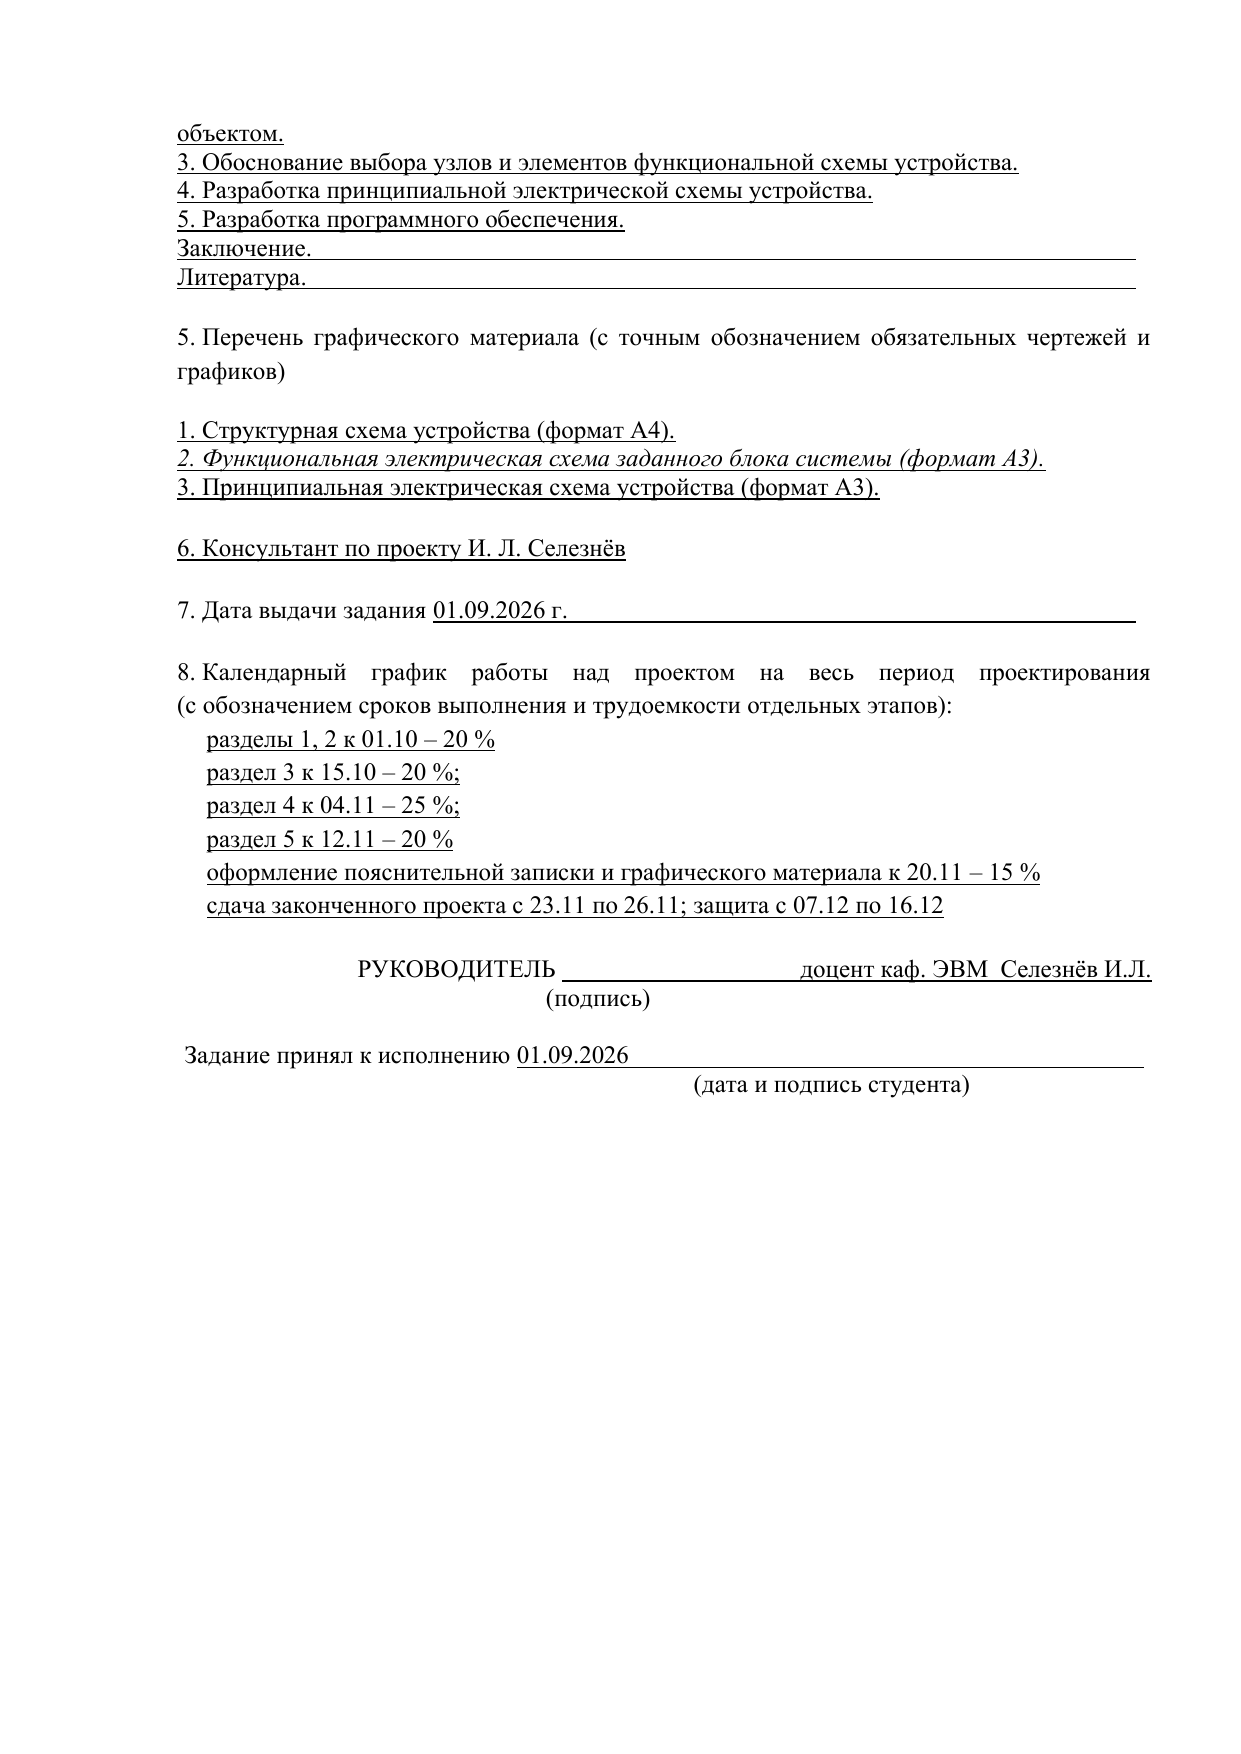 объектом.
3. Обоснование выбора узлов и элементов функциональной схемы устройства.
4. Разработка принципиальной электрической схемы устройства.
5. Разработка программного обеспечения.
Заключение.
Литература.
5. Перечень графического материала (с точным обозначением обязательных чертежей и
графиков)
1. Структурная схема устройства (формат А4).
2. Функциональная электрическая схема заданного блока системы (формат А3).
3. Принципиальная электрическая схема устройства (формат А3).
6. Консультант по проекту И. Л. Селезнёв
7. Дата выдачи задания 01.09.2026 г.
8. Календарный график работы над проектом на весь период проектирования
(с обозначением сроков выполнения и трудоемкости отдельных этапов):
разделы 1, 2 к 01.10 – 20 %
раздел 3 к 15.10 – 20 %;
раздел 4 к 04.11 – 25 %;
раздел 5 к 12.11 – 20 %
оформление пояснительной записки и графического материала к 20.11 – 15 %
сдача законченного проекта с 23.11 по 26.11; защита с 07.12 по 16.12
РУКОВОДИТЕЛЬ доцент каф. ЭВМ Селезнёв И.Л.
(подпись)
Задание принял к исполнению 01.09.2026
(дата и подпись студента)